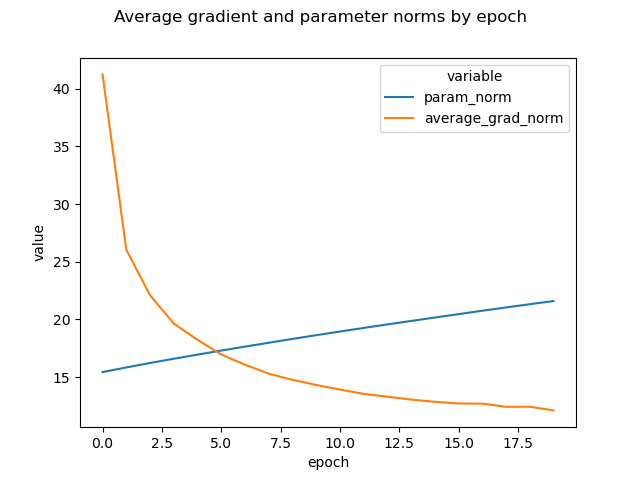 Average gradient and parameter norms by epoch
variable
param_norm
average_grad_norm
value
40
35
30
25
20
15
0.0 2.5 5.0 7.5 10.0 12.5 15.0 17.5
epoch